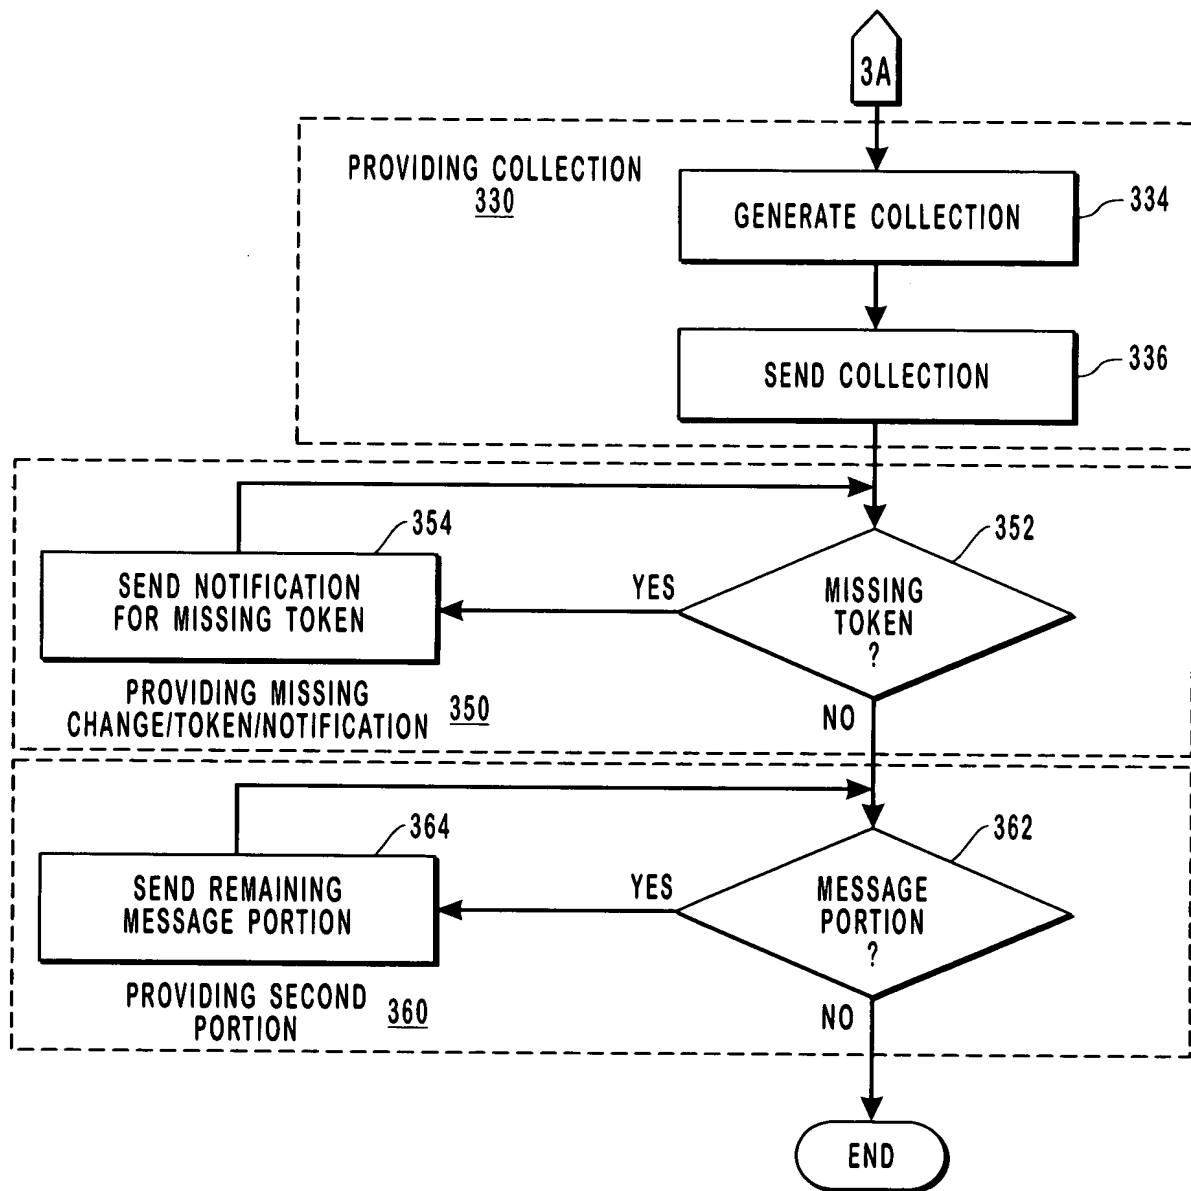 3A
PROVIDING COLLECTION
330
GENERATE COLLECTION
334
SEND COLLECTION
336
354
352
SEND NOTIFICATION
FOR MISSING TOKEN
YES
MISSING
TOKEN
?
PROVIDING MISSING
CHANGE/TOKEN/NOTIFICATION
350
NO
364
362
SEND REMAINING
MESSAGE PORTION
YES
MESSAGE
PORTION
?
PROVIDING SECOND
PORTION
360
NO
END